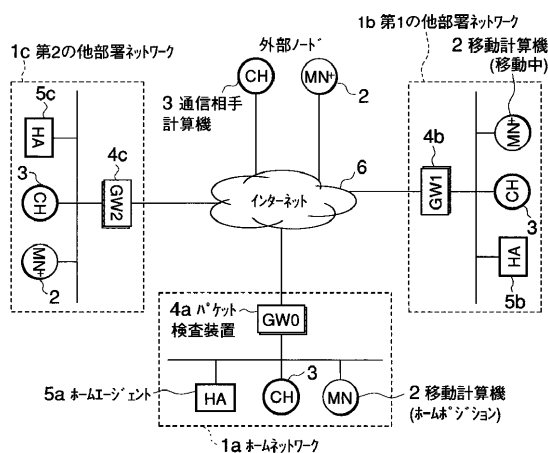 1c 第2の他部署ネットワーク
外部ノード
1b 第1の他部署ネットワーク
2 移動計算機
(移動中)
5c
HA
3
CH
4c
GW2
MN+
2
CH
3 通信相手
計算機
MN+
2
インターネット
6
4b
GW1
MN+
CH
3
HA
5b
4a パケット
検査装置
GW0
5a ホームエージェント
HA
3
CH
MN
2 移動計算機
(ホームポジション)
1a ホームネットワーク